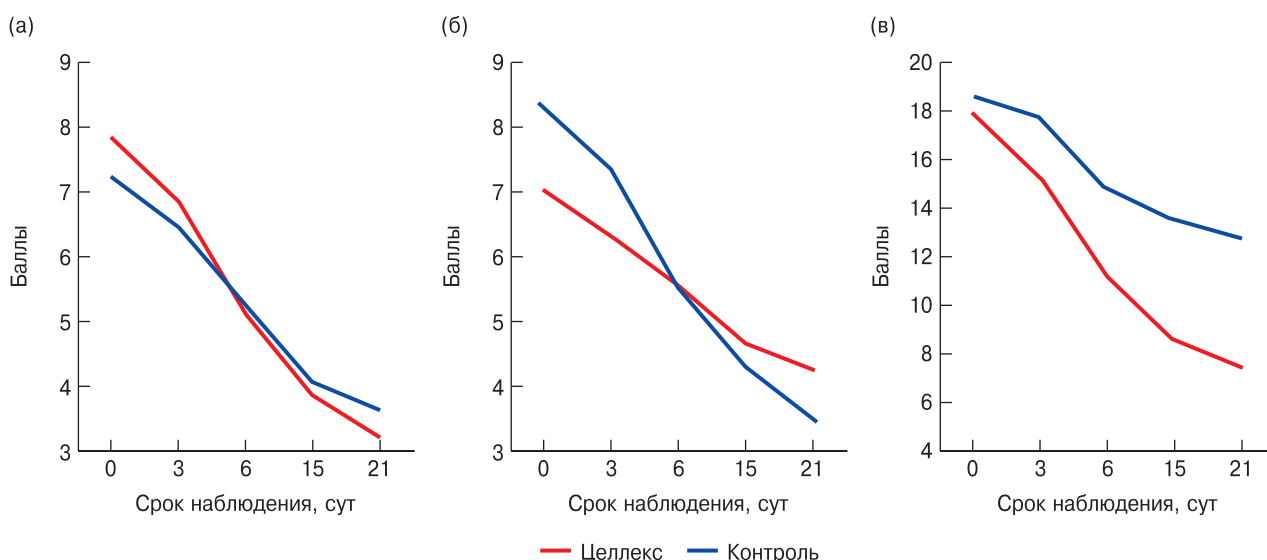 (а)
9
8
7
6
5
4
3
Баллы
0 3 6 15 21
Срок наблюдения, сут
(б)
9
8
7
6
5
4
3
Баллы
0 3 6 15 21
Срок наблюдения, сут
(в)
20
18
16
14
12
10
8
6
4
Баллы
0 3 6 15 21
Срок наблюдения, сут
Целлекс Контроль